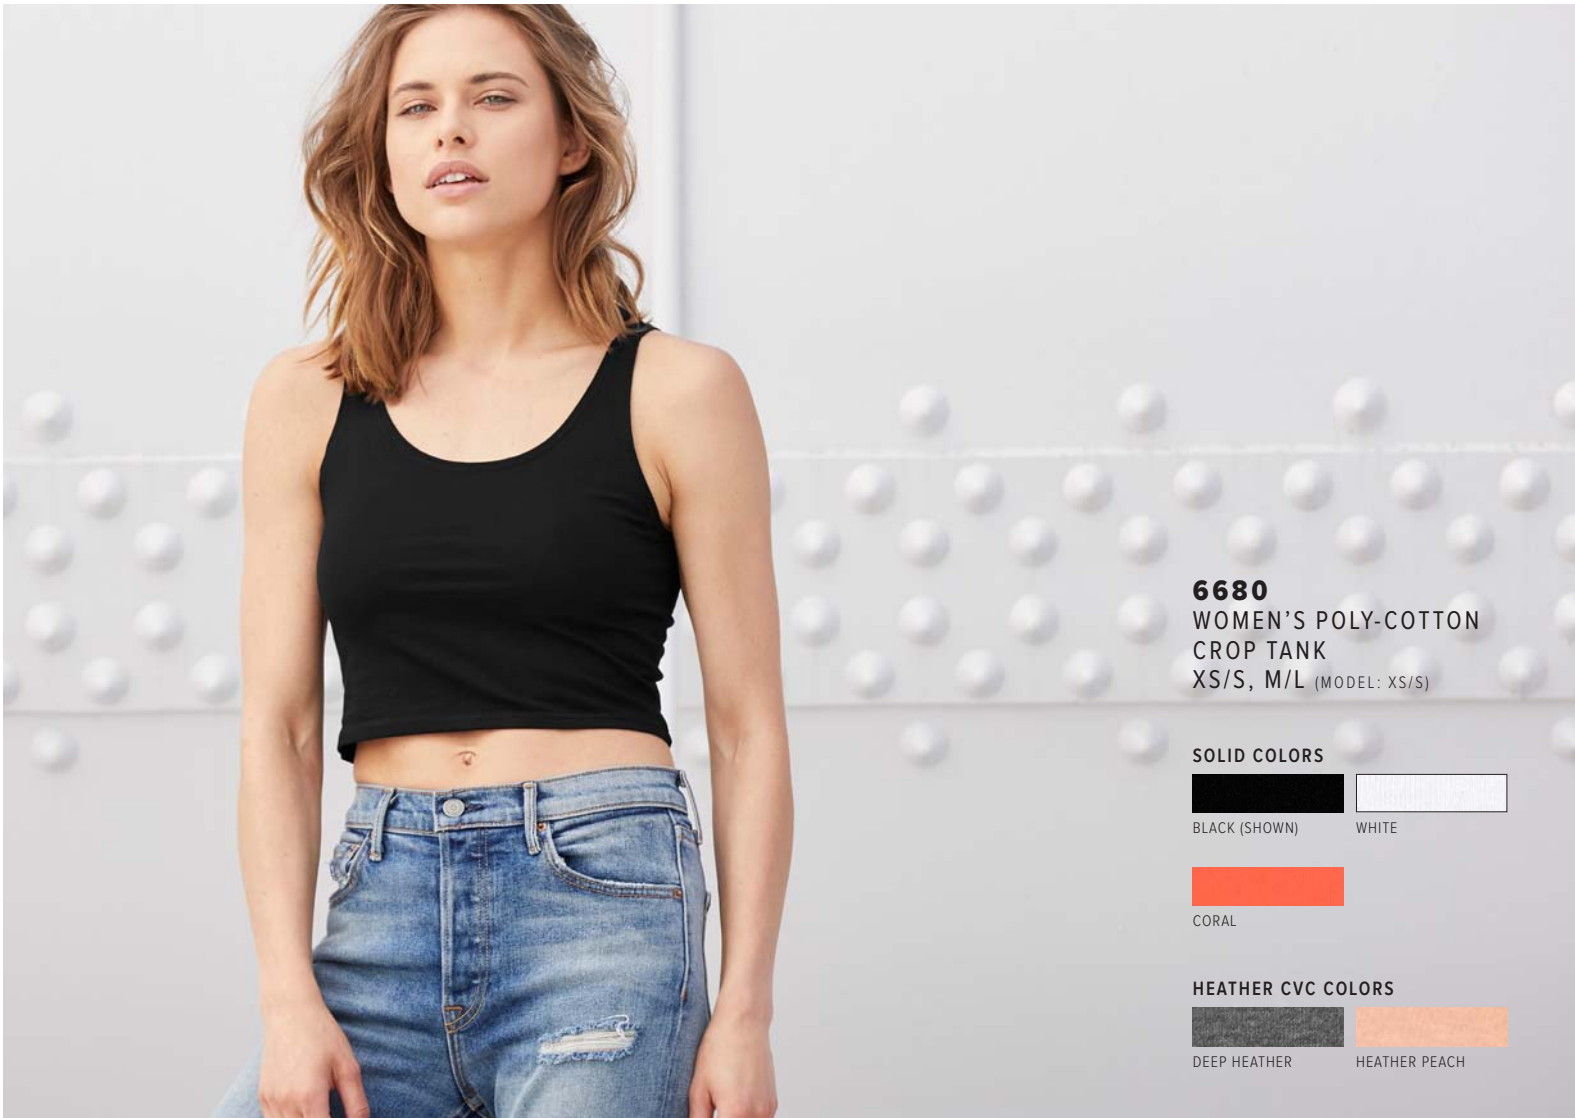 6680
WOMEN'S POLY-COTTON
CROP TANK
XS/S, M/L (MODEL: XS/S)
SOLID COLORS
BLACK (SHOWN)
WHITE
CORAL
HEATHER CVC COLORS
DEEP HEATHER
HEATHER PEACH